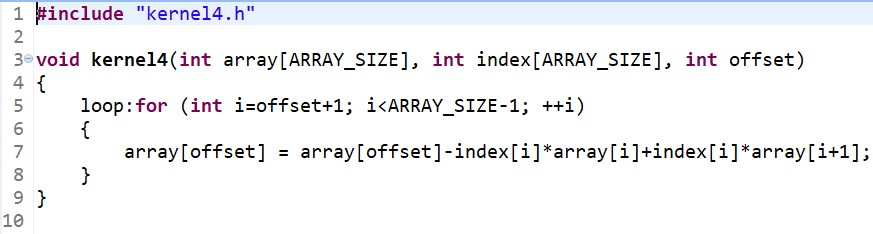 1 #include "kernel4.h"
2
3 void kernel4(int array[ARRAY_SIZE], int index[ARRAY_SIZE], int offset)
4 {
5     loop:for (int i=offset+1; i<ARRAY_SIZE-1; ++i)
6     {
7         array[offset] = array[offset]-index[i]*array[i]+index[i]*array[i+1];
8     }
9 }
10